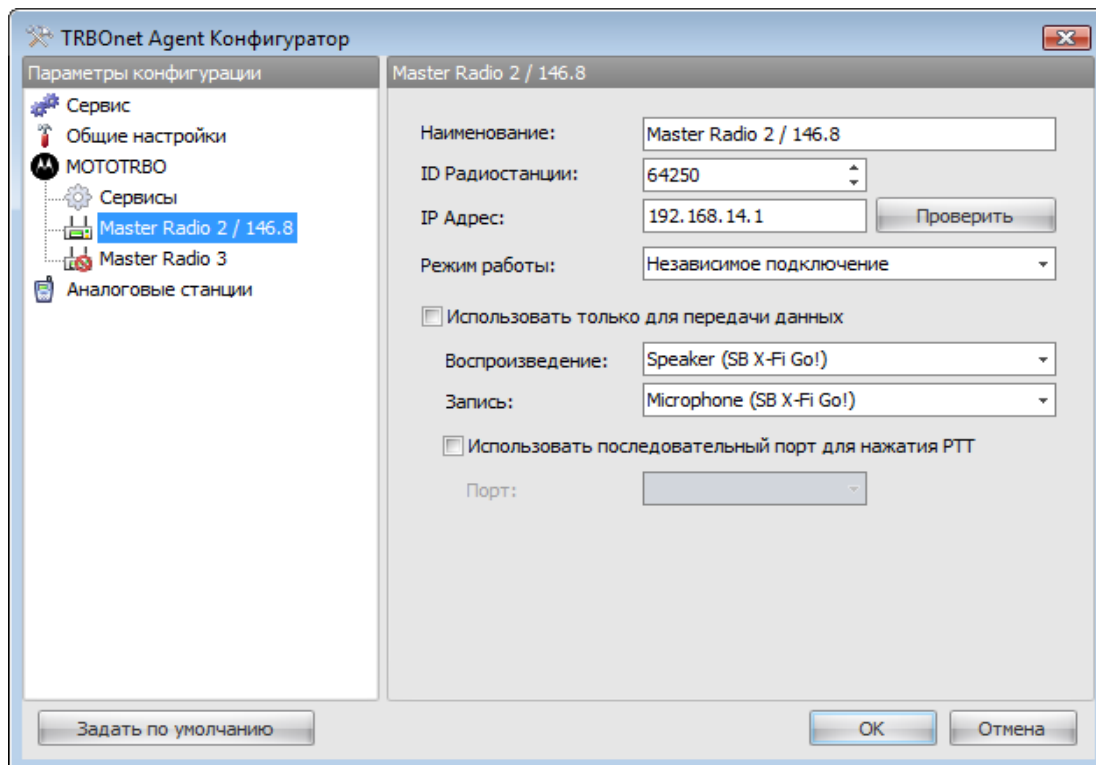 TRBOnet Agent Конфигуратор
Параметры конфигурации
Сервис
Общие настройки
MOTOTRBO
Сервисы
Master Radio 2 / 146.8
Master Radio 3
Аналоговые станции
Master Radio 2 / 146.8
Наименование: Master Radio 2 / 146.8
ID Радиостанции: 64250
IP Адрес: 192.168.14.1 Проверить
Режим работы: Независимое подключение
Использовать только для передачи данных
Воспроизведение: Speaker (SB X-Fi Go!)
Запись: Microphone (SB X-Fi Go!)
Использовать последовательный порт для нажатия PTT
Порт:
Задать по умолчанию OK Отмена